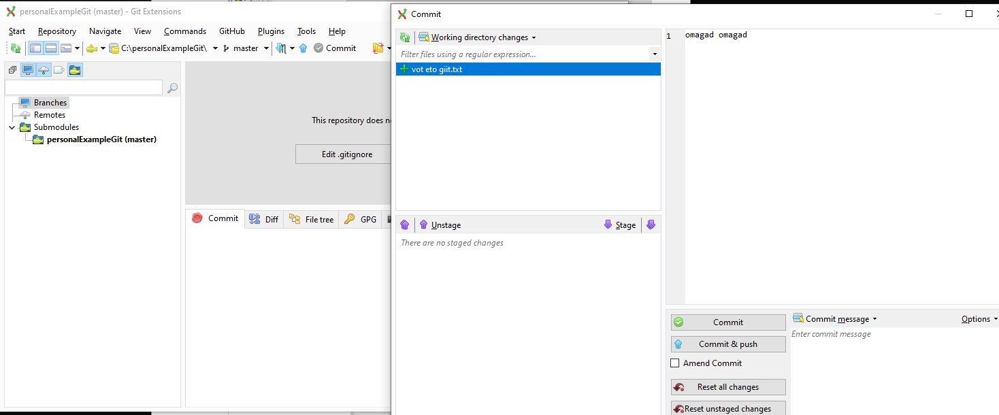 personalExampleGit (master) - Git Extensions
Start Repository Navigate View Commands GitHub Plugins Tools Help
C:\personalExampleGit\ master Commit
Branches
Remotes
Submodules
personalExampleGit (master)
This repository does
Edit .gitignore
Commit Diff File tree GPG
Commit
Working directory changes
Filter files using a regular expression...
vot eto giit.txt
Unstage Stage
There are no staged changes
1 omagad omagad
Commit
Commit & push
Amend Commit
Reset all changes
Reset unstaged changes
Commit message Options
Enter commit message